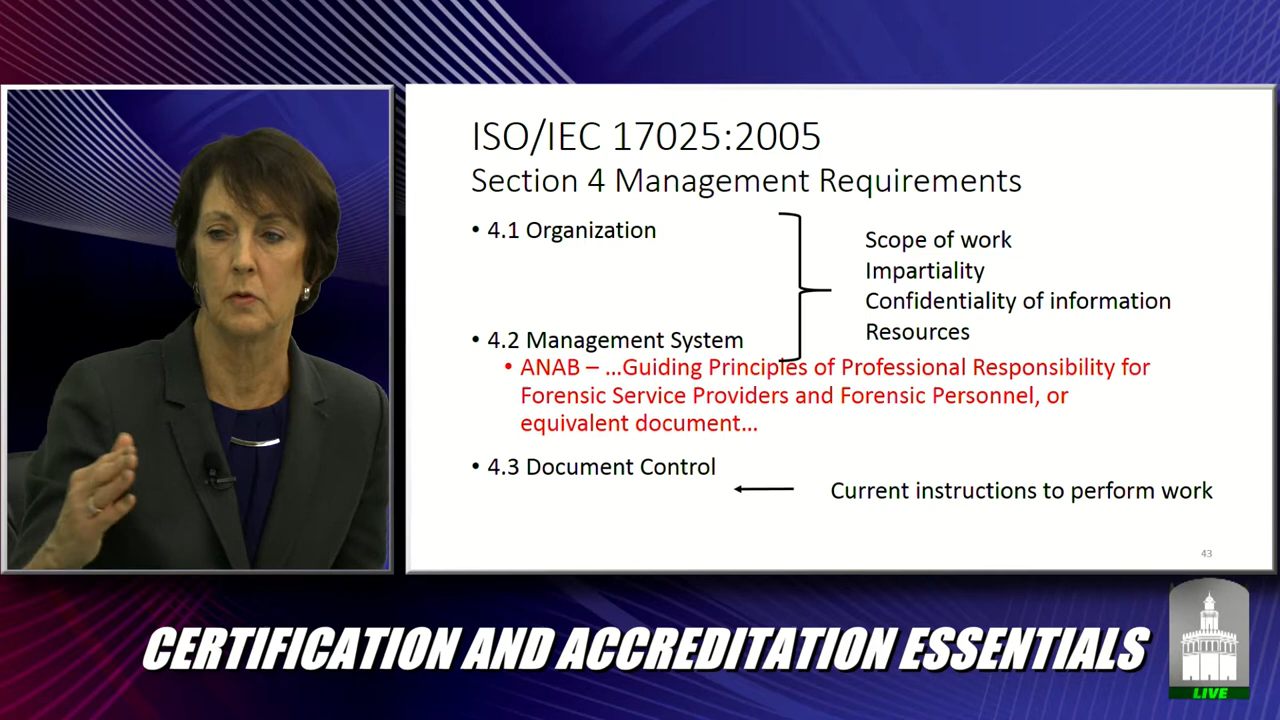 ISO/IEC 17025:2005
Section 4 Management Requirements
• 4.1 Organization
Scope of work
Impartiality
Confidentiality of information
Resources
• 4.2 Management System
• ANAB – ...Guiding Principles of Professional Responsibility for
Forensic Service Providers and Forensic Personnel, or
equivalent document...
• 4.3 Document Control
Current instructions to perform work
43
CERTIFICATION AND ACCREDITATION ESSENTIALS
LIVE